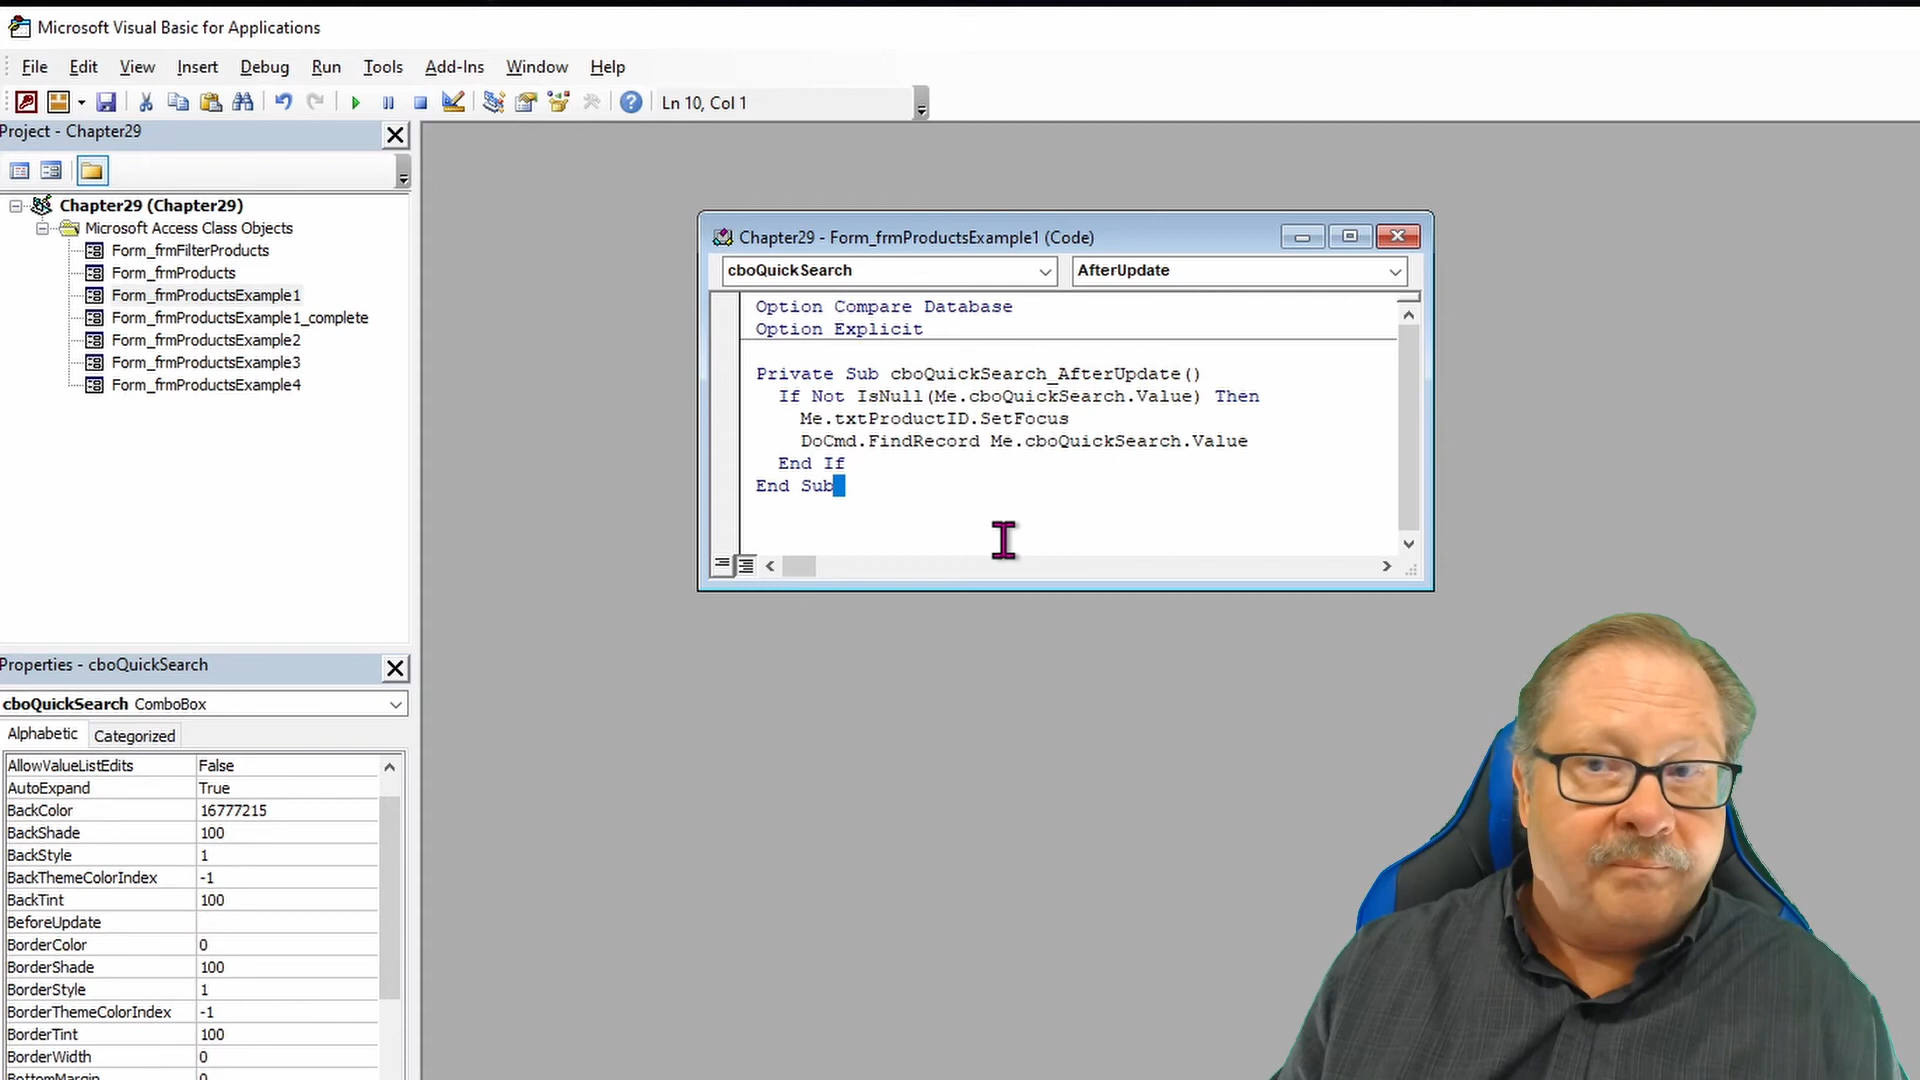 Microsoft Visual Basic for Applications
File Edit View Insert Debug Run Tools Add-Ins Window Help
Ln 10, Col 1
Project - Chapter29
Chapter29 (Chapter29)
Microsoft Access Class Objects
Form_frmFilterProducts
Form_frmProducts
Form_frmProductsExample1
Form_frmProductsExample1_complete
Form_frmProductsExample2
Form_frmProductsExample3
Form_frmProductsExample4
Chapter29 - Form_frmProductsExample1 (Code)
cboQuickSearch AfterUpdate
Option Compare Database
Option Explicit
Private Sub cboQuickSearch_AfterUpdate()
If Not IsNull(Me.cboQuickSearch.Value) Then
Me.txtProductID.SetFocus
DoCmd.FindRecord Me.cboQuickSearch.Value
End If
End Sub
Properties - cboQuickSearch
cboQuickSearch ComboBox
Alphabetic Categorized
AllowValueListEdits False
AutoExpand True
BackColor 16777215
BackShade 100
BackStyle 1
BackThemeColorIndex -1
BackTint 100
BeforeUpdate
BorderColor 0
BorderShade 100
BorderStyle 1
BorderThemeColorIndex -1
BorderTint 100
BorderWidth 0
BottomMargin 0